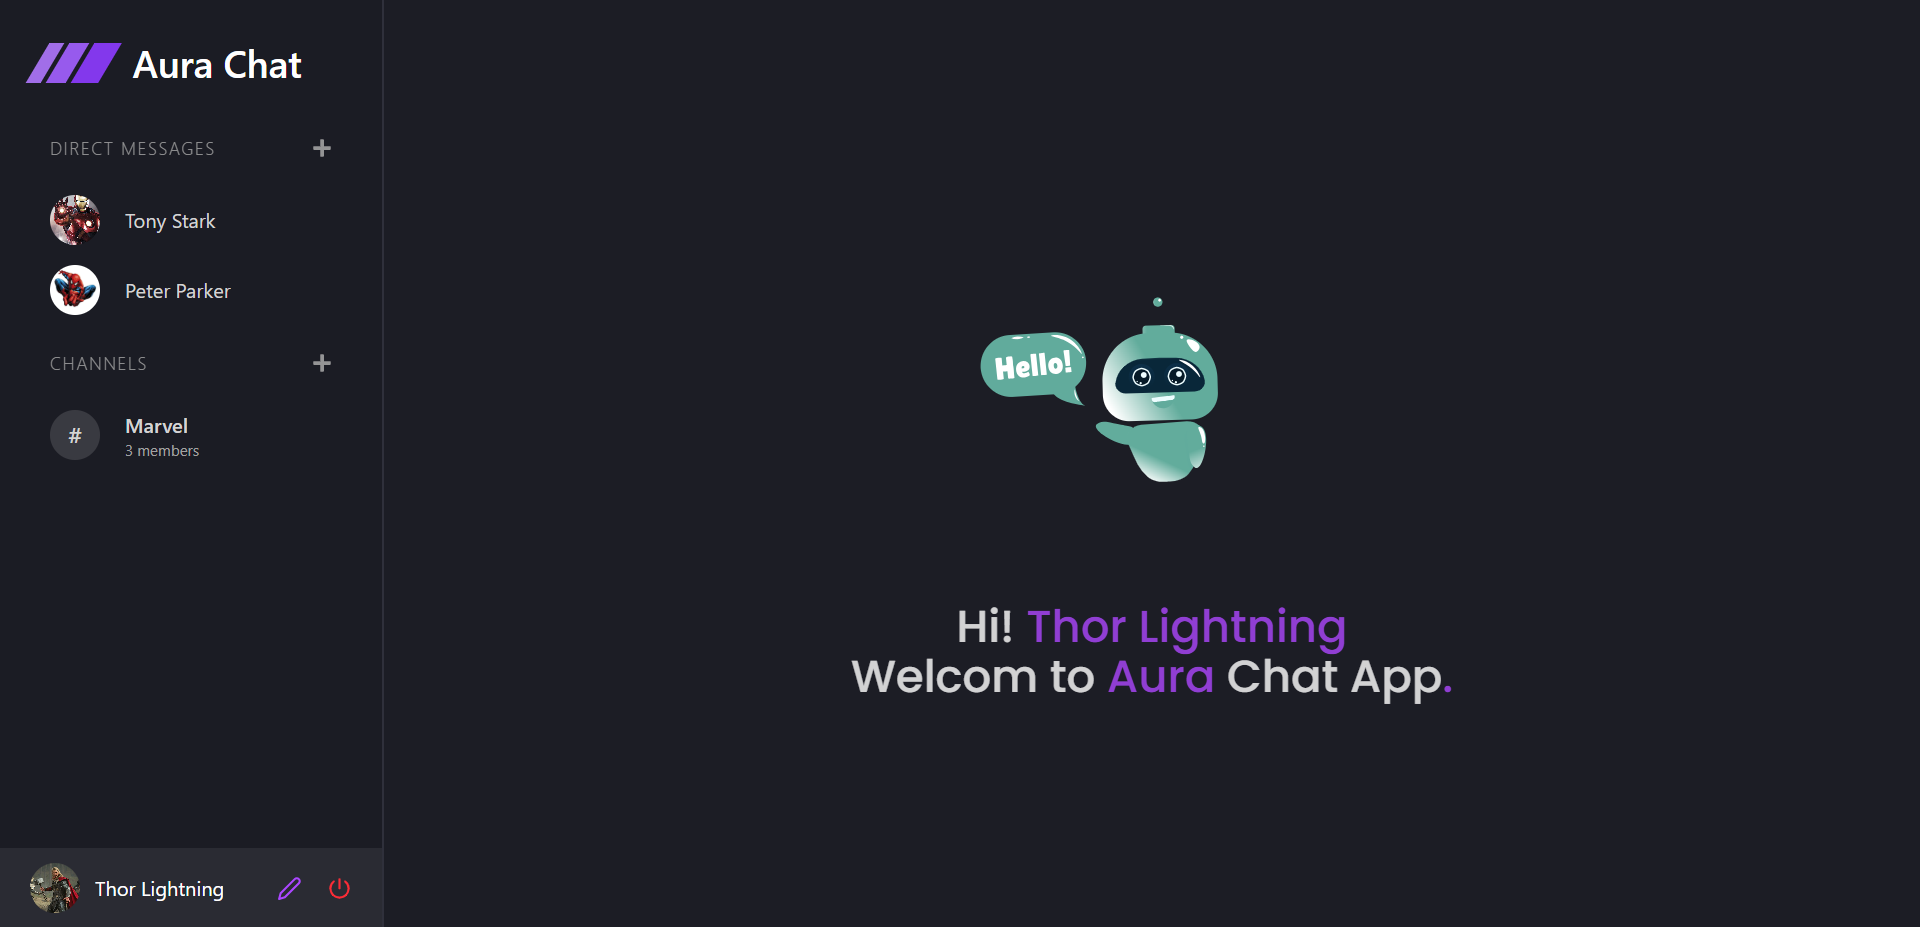 Aura Chat
DIRECT MESSAGES
Tony Stark
Peter Parker
CHANNELS
#
Marvel
3 members
Thor Lightning
Hello!
Hi! Thor Lightning
Welcom to Aura Chat App.